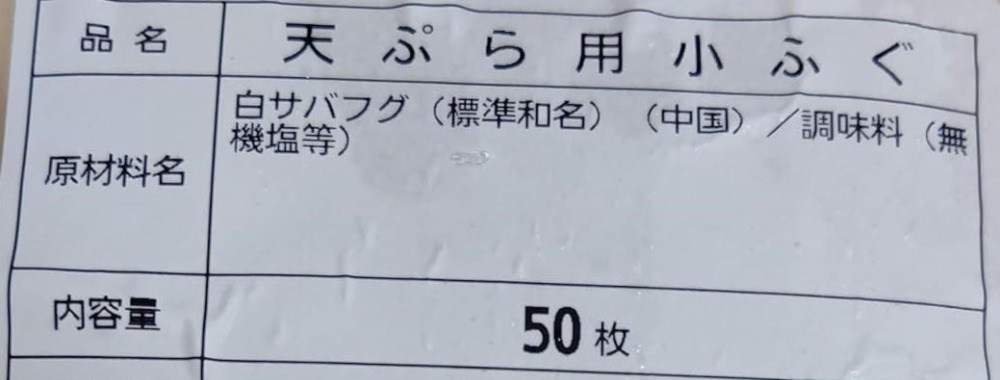 品名 天ぷら用小ふぐ
原材料名 白サバフグ（標準和名）（中国）／調味料（無
機塩等）
内容量 50枚